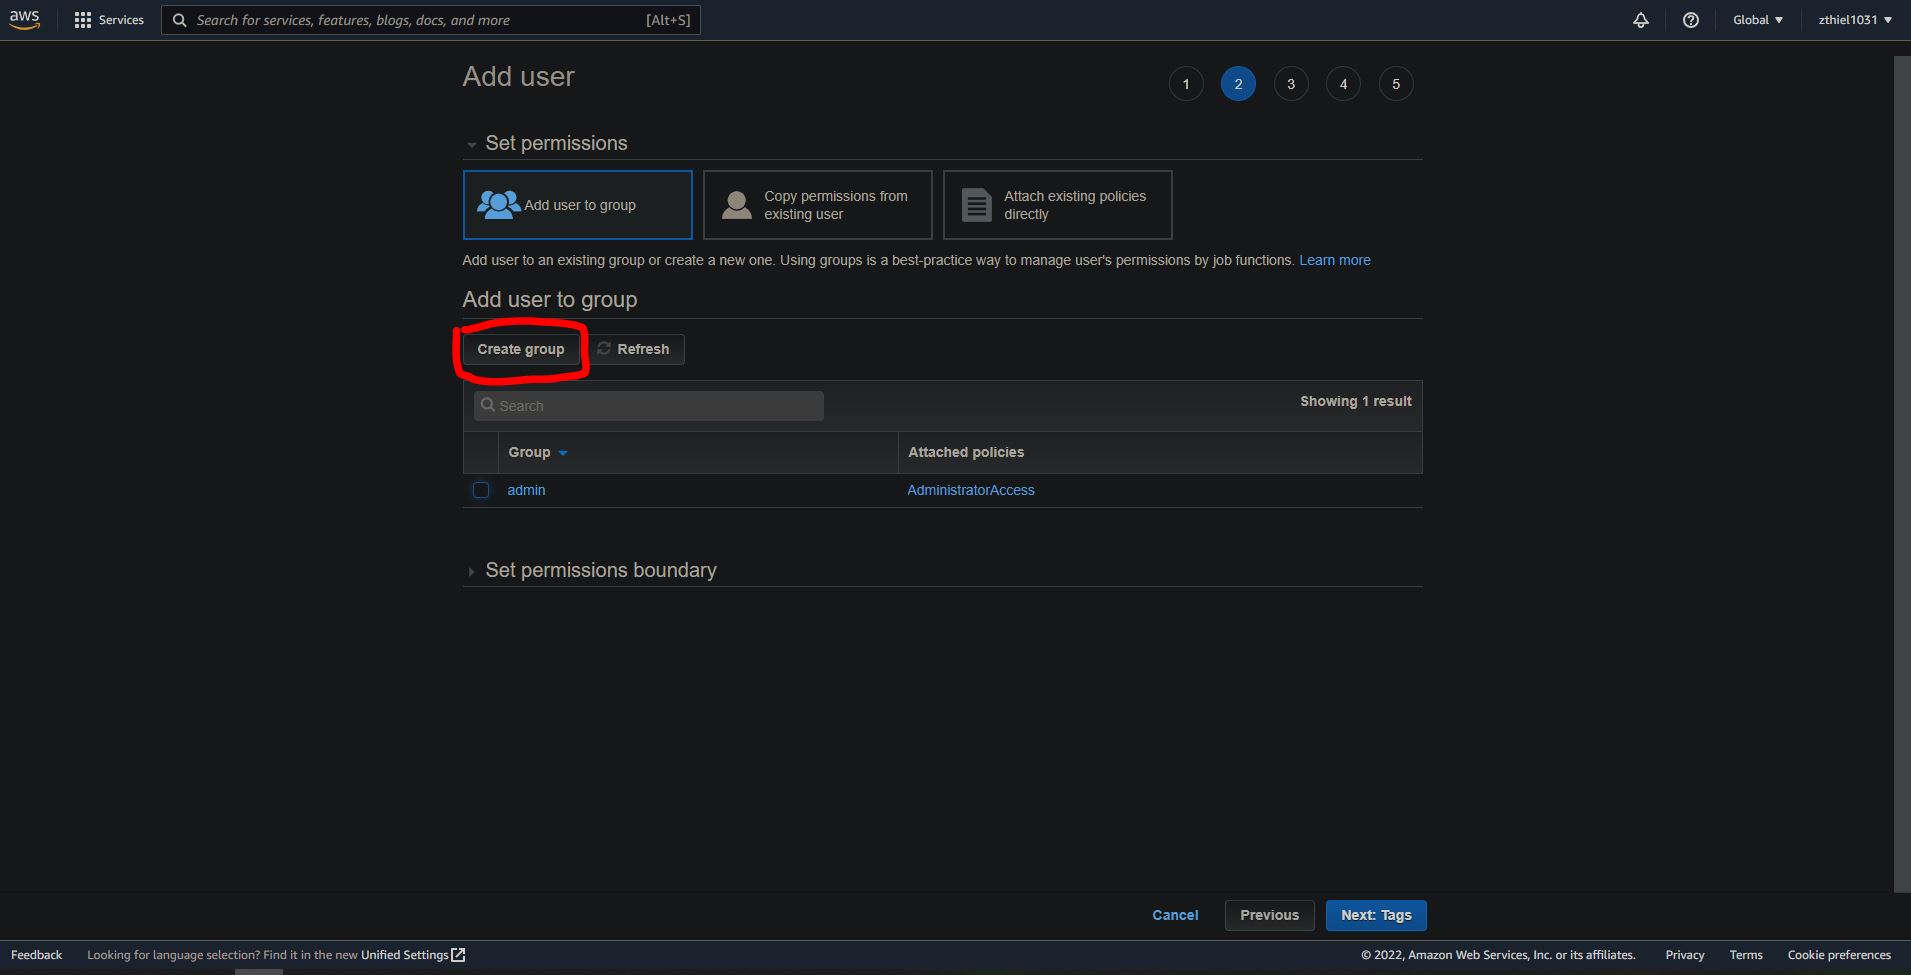 aws Services Search for services, features, blogs, docs, and more [Alt+S] Global zthiel1031
Add user 1 2 3 4 5
Set permissions
Add user to group
Copy permissions from
existing user
Attach existing policies
directly
Add user to an existing group or create a new one. Using groups is a best-practice way to manage user's permissions by job functions. Learn more
Add user to group
Create group Refresh
Search Showing 1 result
Group Attached policies
admin AdministratorAccess
Set permissions boundary
Cancel Previous Next: Tags
Feedback Looking for language selection? Find it in the new Unified Settings © 2022, Amazon Web Services, Inc. or its affiliates. Privacy Terms Cookie preferences